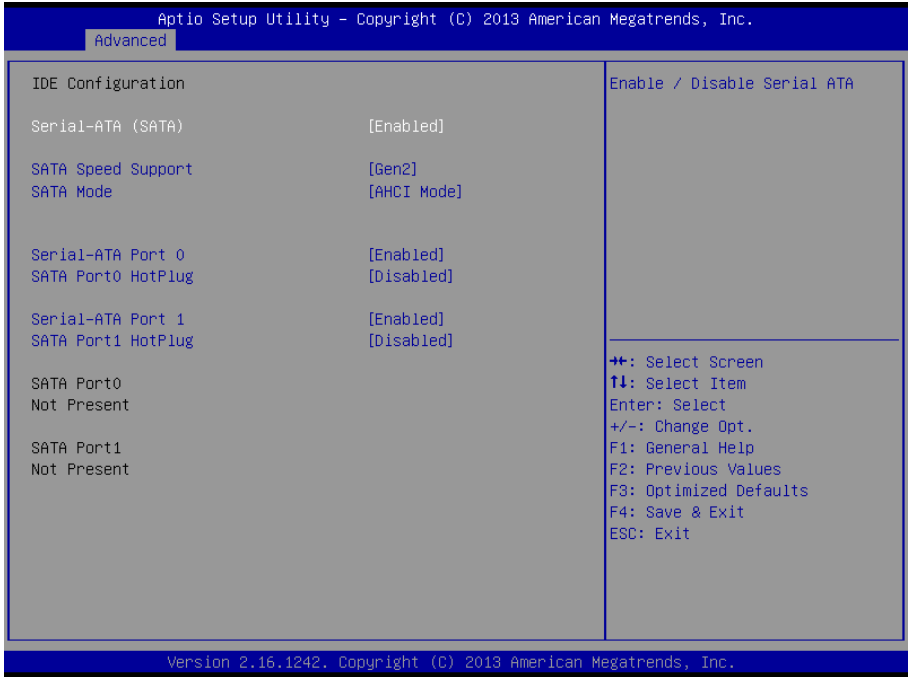 Aptio Setup Utility – Copyright (C) 2013 American Megatrends, Inc.
Advanced
IDE Configuration
Serial-ATA (SATA) [Enabled]
SATA Speed Support [Gen2]
SATA Mode [AHCI Mode]
Serial-ATA Port 0 [Enabled]
SATA Port0 HotPlug [Disabled]
Serial-ATA Port 1 [Enabled]
SATA Port1 HotPlug [Disabled]
SATA Port0
Not Present
SATA Port1
Not Present
Enable / Disable Serial ATA
→←: Select Screen
↑↓: Select Item
Enter: Select
+/-: Change Opt.
F1: General Help
F2: Previous Values
F3: Optimized Defaults
F4: Save & Exit
ESC: Exit
Version 2.16.1242. Copyright (C) 2013 American Megatrends, Inc.